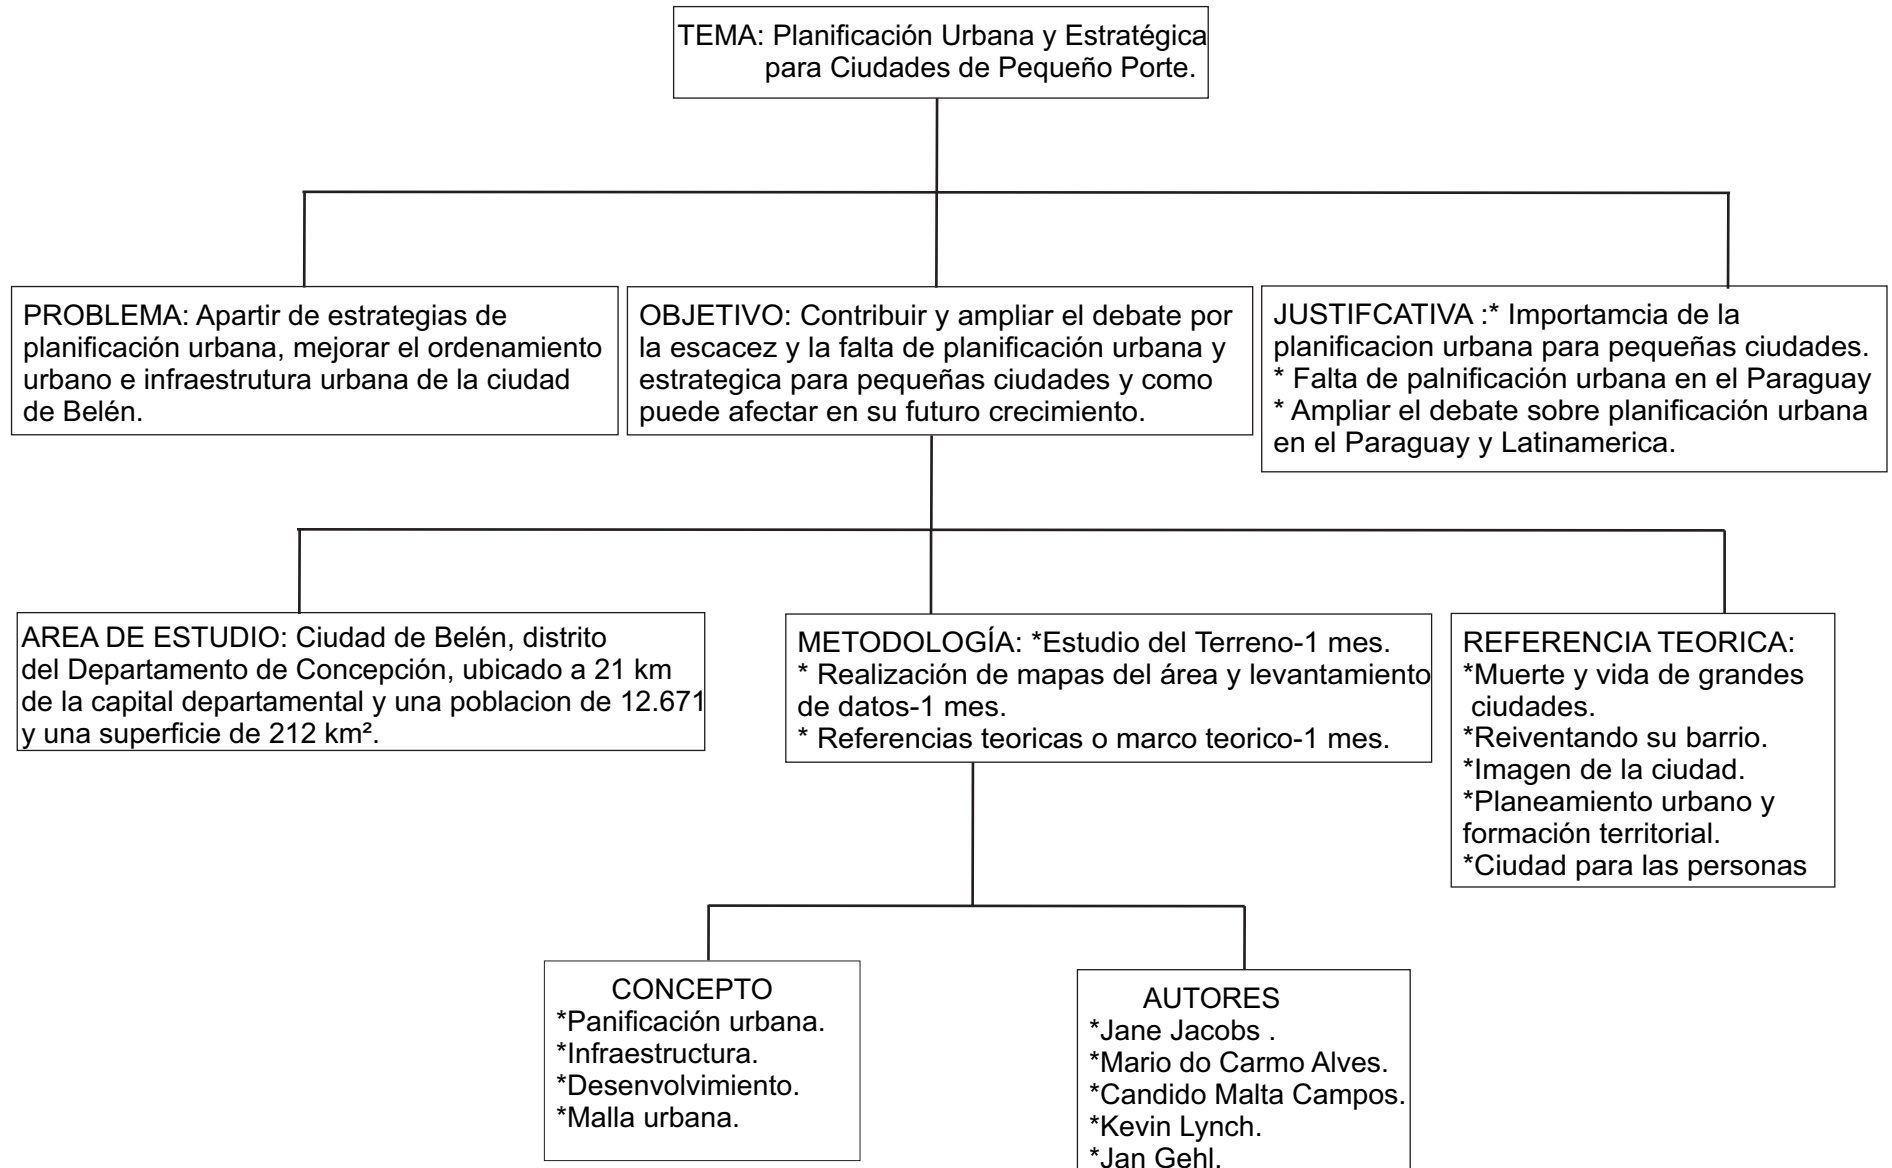 TEMA: Planificación Urbana y Estratégica
para Ciudades de Pequeño Porte.
PROBLEMA: Apartir de estrategias de
planificación urbana, mejorar el ordenamiento
urbano e infraestrutura urbana de la ciudad
de Belén.
OBJETIVO: Contribuir y ampliar el debate por
la escacez y la falta de planificación urbana y
estrategica para pequeñas ciudades y como
puede afectar en su futuro crecimiento.
JUSTIFCATIVA :* Importamcia de la
planificacion urbana para pequeñas ciudades.
* Falta de palnificación urbana en el Paraguay
* Ampliar el debate sobre planificación urbana
en el Paraguay y Latinamerica.
AREA DE ESTUDIO: Ciudad de Belén, distrito
del Departamento de Concepción, ubicado a 21 km
de la capital departamental y una poblacion de 12.671
y una superficie de 212 km².
METODOLOGÍA: *Estudio del Terreno-1 mes.
* Realización de mapas del área y levantamiento
de datos-1 mes.
* Referencias teoricas o marco teorico-1 mes.
REFERENCIA TEORICA:
*Muerte y vida de grandes
ciudades.
*Reiventando su barrio.
*Imagen de la ciudad.
*Planeamiento urbano y
formación territorial.
*Ciudad para las personas
CONCEPTO
*Panificación urbana.
*Infraestructura.
*Desenvolvimiento.
*Malla urbana.
AUTORES
*Jane Jacobs .
*Mario do Carmo Alves.
*Candido Malta Campos.
*Kevin Lynch.
*Jan Gehl.